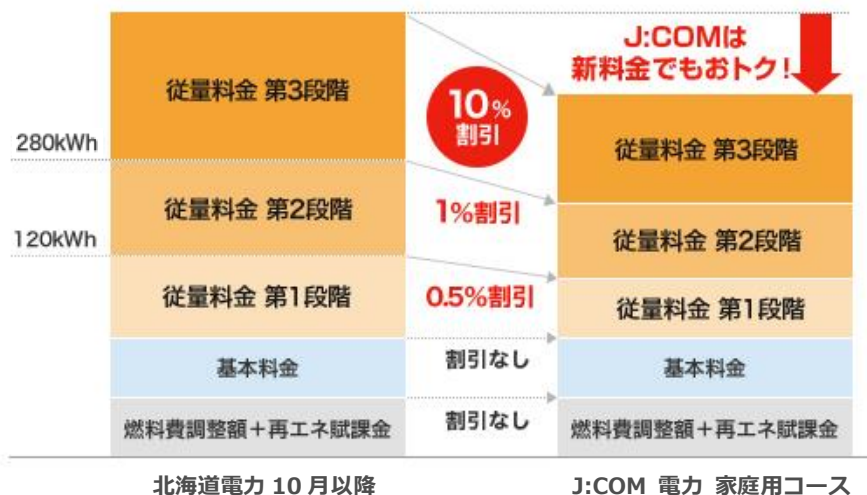 J:COMは
新料金でもおトク!
従量料金 第3段階
10%
割引
従量料金 第3段階
280kWh
従量料金 第2段階
1%割引
従量料金 第2段階
120kWh
従量料金 第1段階
0.5%割引
従量料金 第1段階
基本料金
割引なし
基本料金
燃料費調整額+再エネ賦課金
割引なし
燃料費調整額+再エネ賦課金
北海道電力 10 月以降
J:COM 電力 家庭用コース